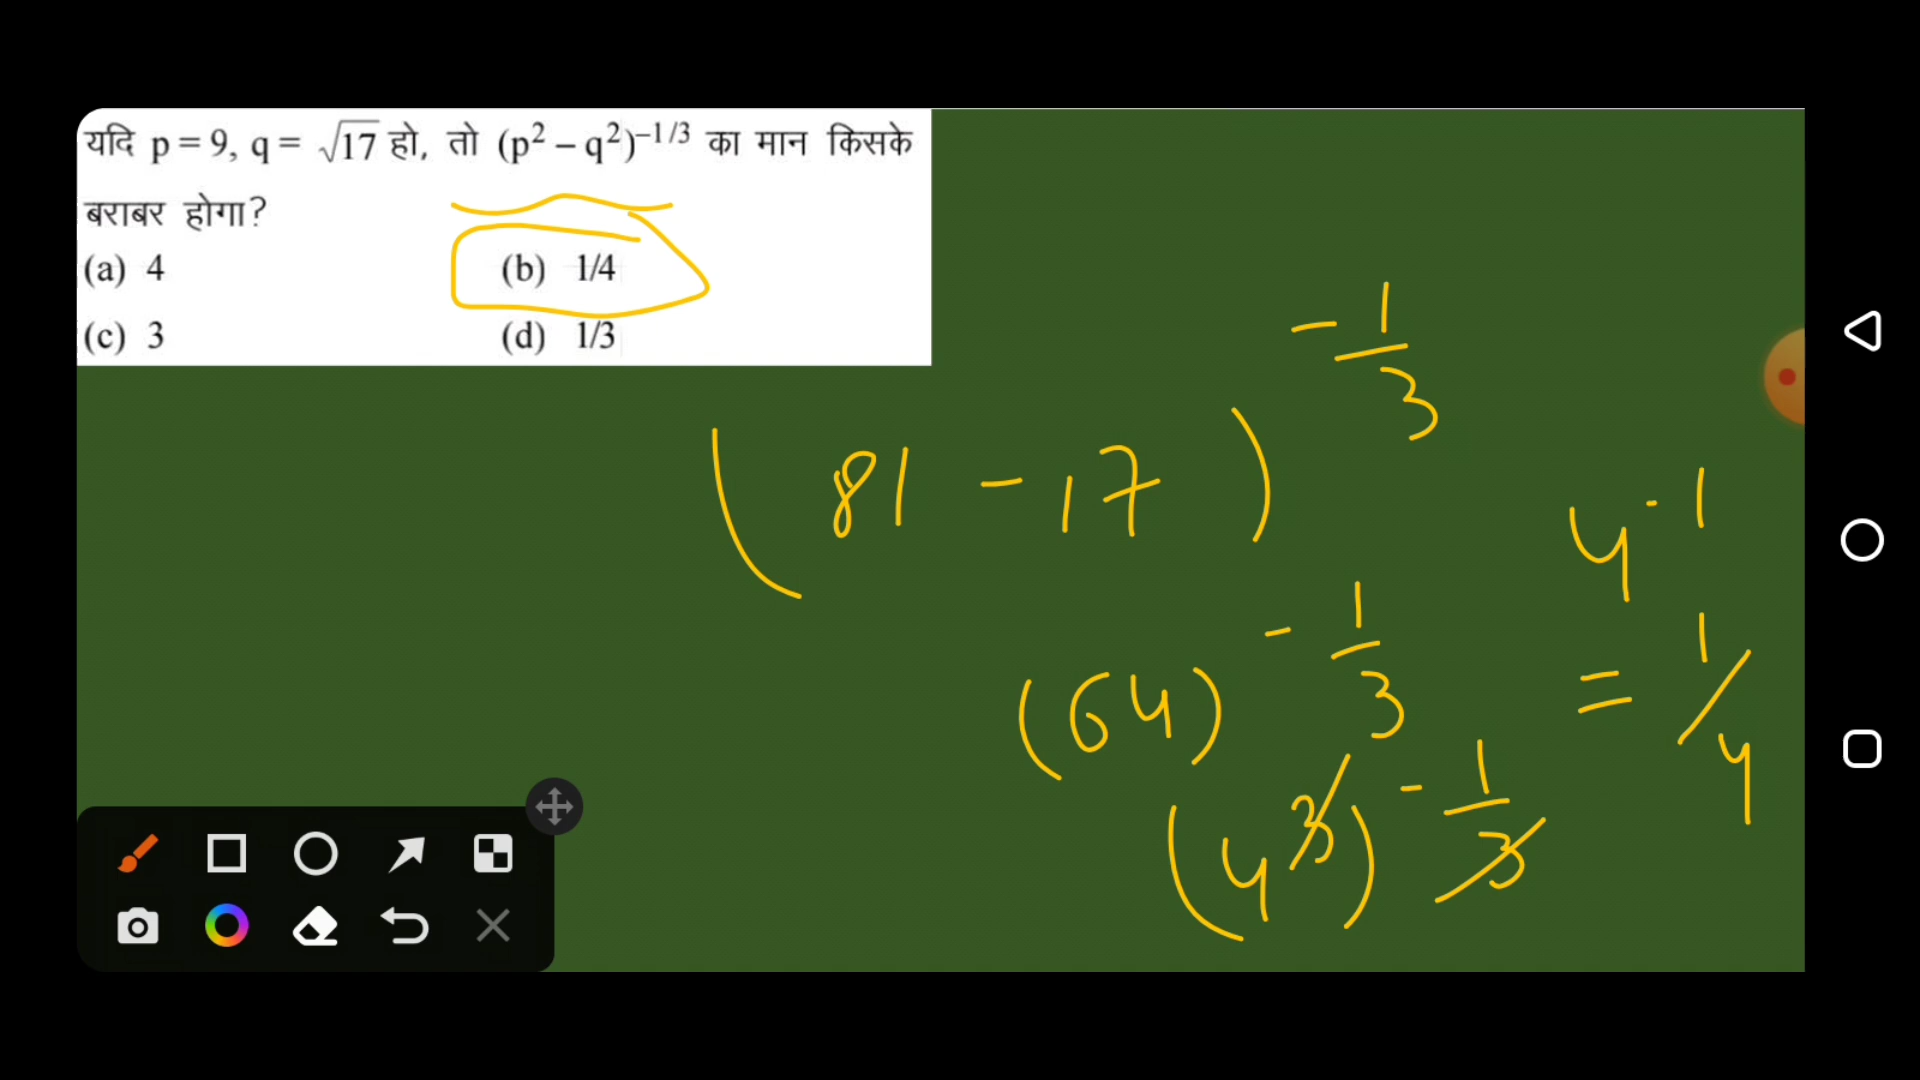 यदि p = 9, q = √17 हो, तो (p² – q²)^–1/3 का मान किसके
बराबर होगा?
(a) 4 (b) 1/4
(c) 3 (d) 1/3
(81 - 17)^-1/3
(64)^-1/3
(4³)^-1/3
4^-1
= 1/4